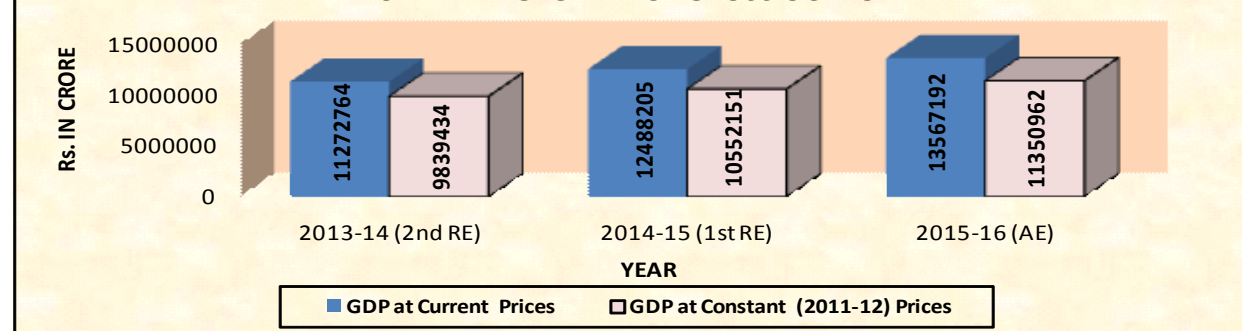 Rs. IN CRORE
15000000
10000000
5000000
0
11272764
9839434
12488205
10552151
13567192
11350962
2013-14 (2nd RE)
2014-15 (1st RE)
2015-16 (AE)
YEAR
GDP at Current Prices
GDP at Constant (2011-12) Prices